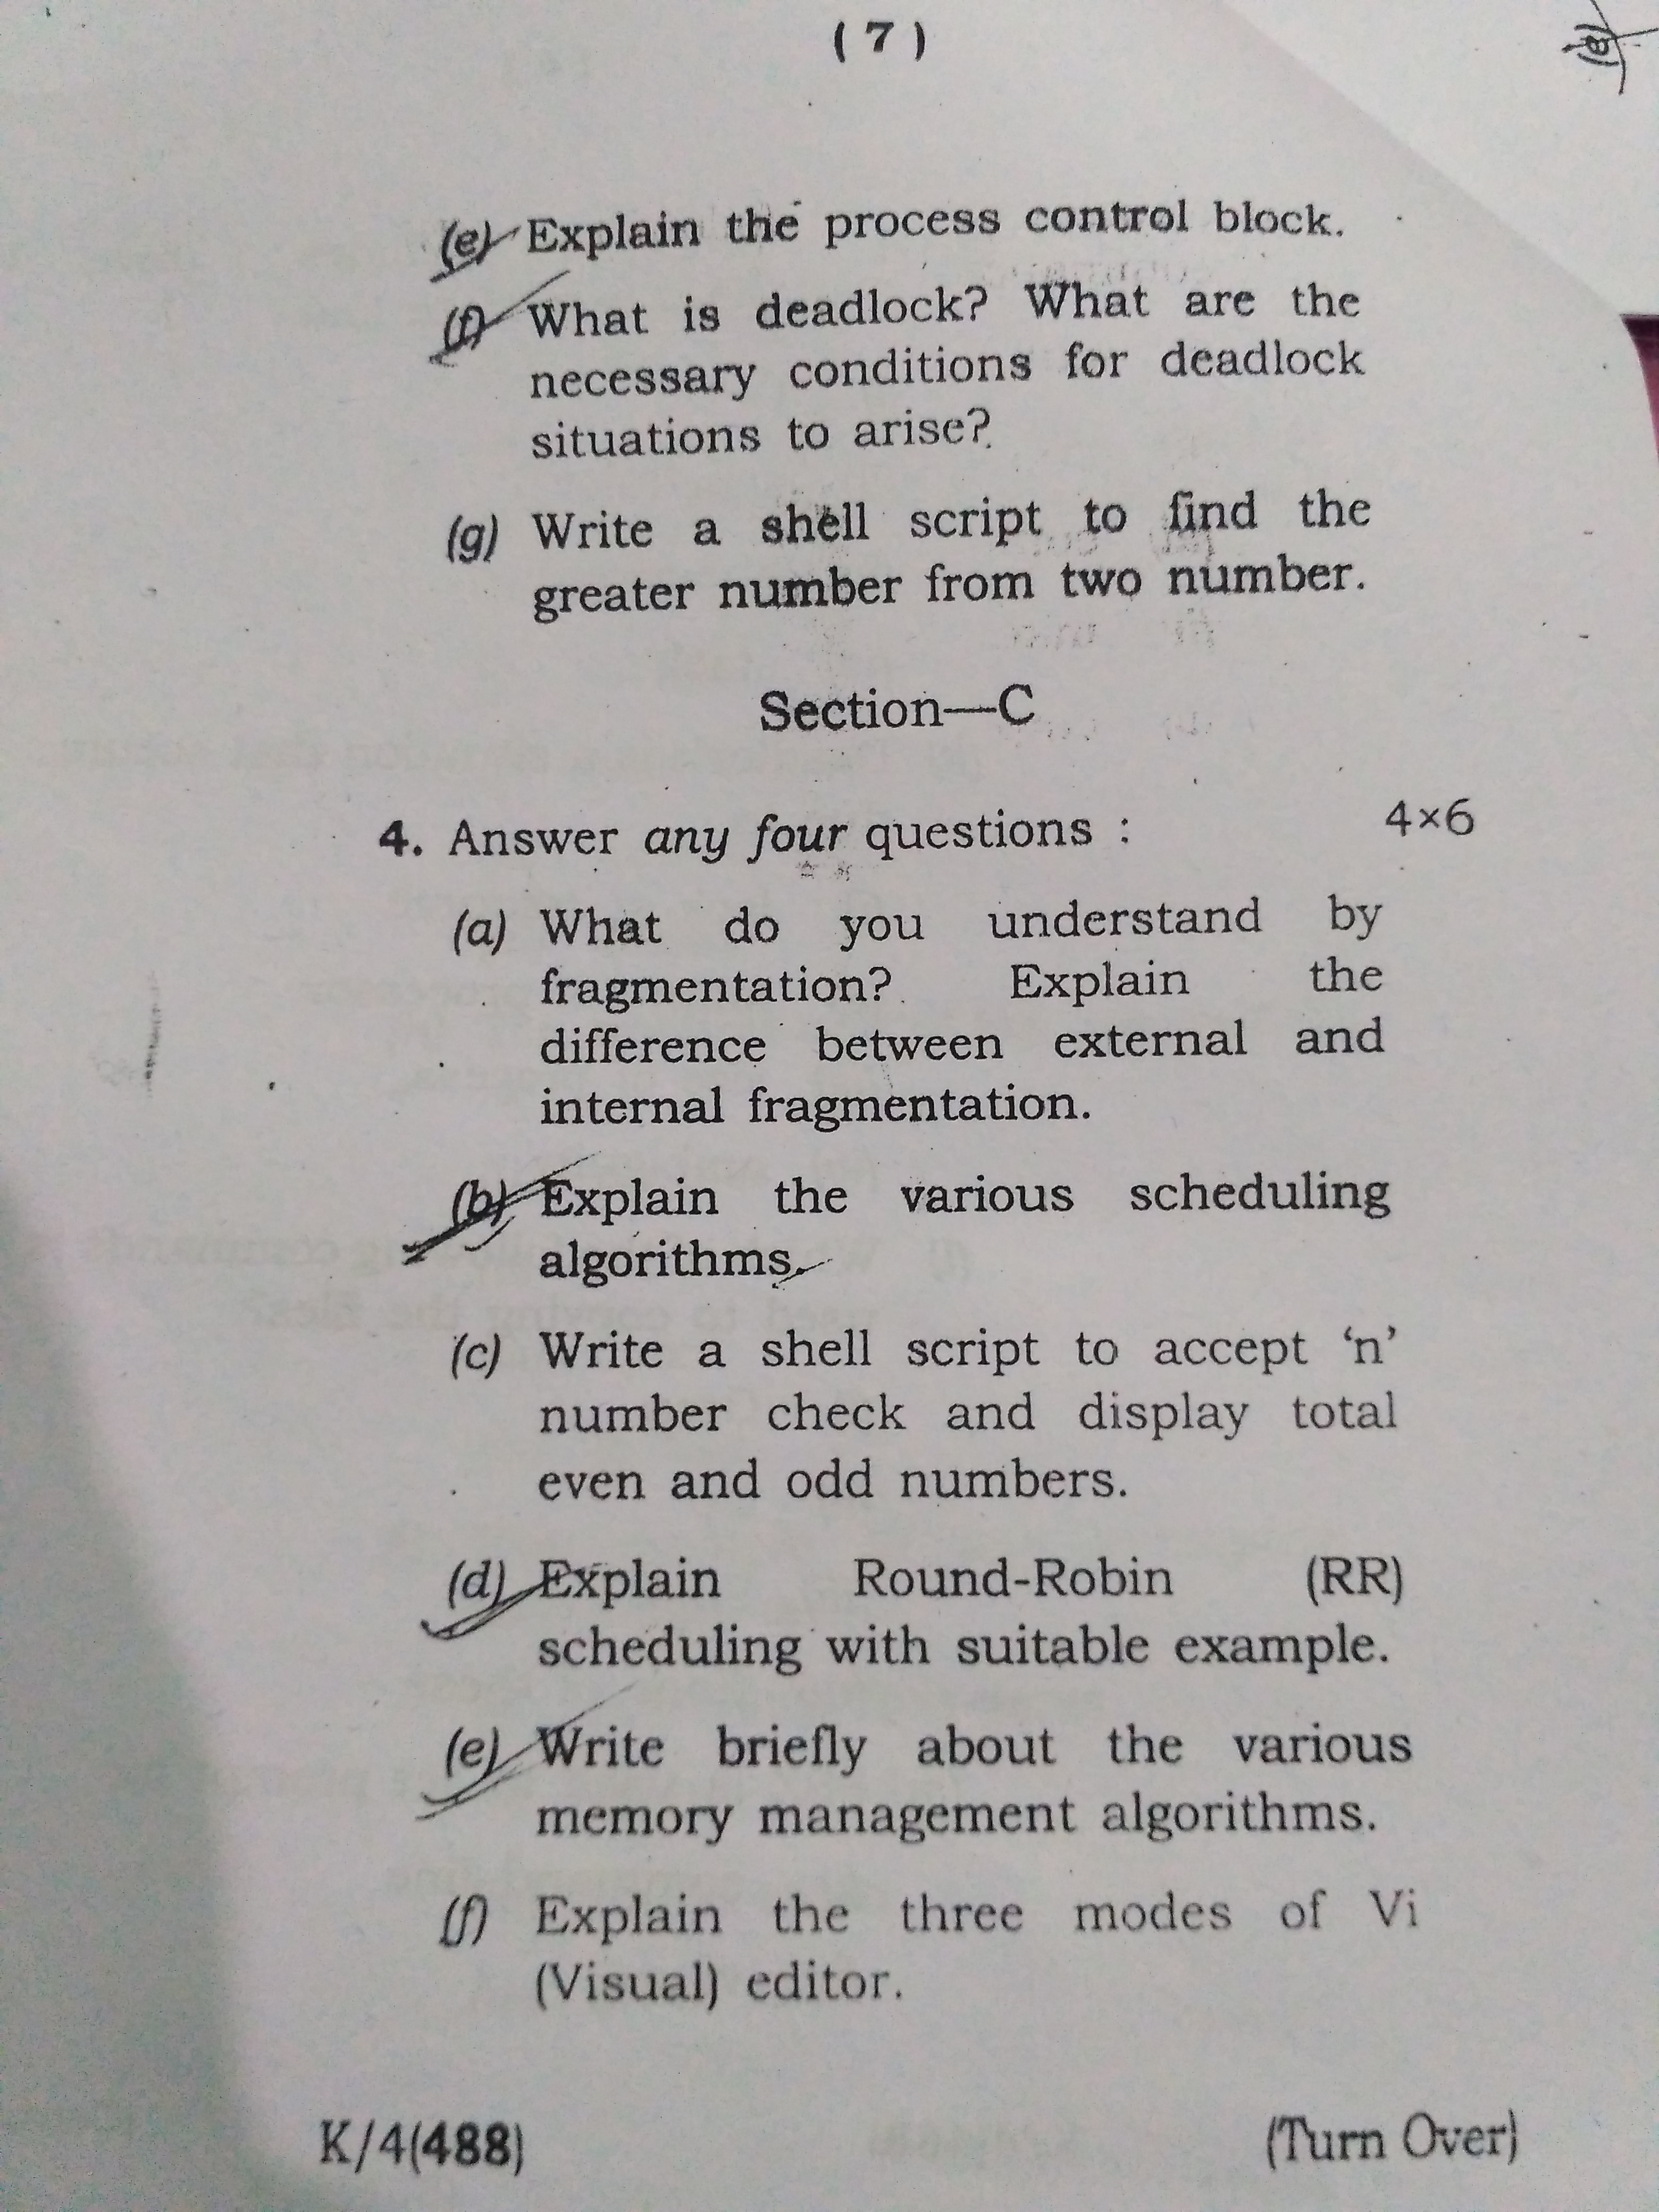 ( 7 )
(e) Explain the process control block.
(f) What is deadlock? What are the
necessary conditions for deadlock
situations to arise?
(g) Write a shell script to find the
greater number from two number.
Section—C
4. Answer any four questions : 4×6
(a) What do you understand by
fragmentation? Explain the
difference between external and
internal fragmentation.
(b) Explain the various scheduling
algorithms.
(c) Write a shell script to accept ‘n’
number check and display total
even and odd numbers.
(d) Explain Round-Robin (RR)
scheduling with suitable example.
(e) Write briefly about the various
memory management algorithms.
(f) Explain the three modes of Vi
(Visual) editor.
K/4(488) (Turn Over)